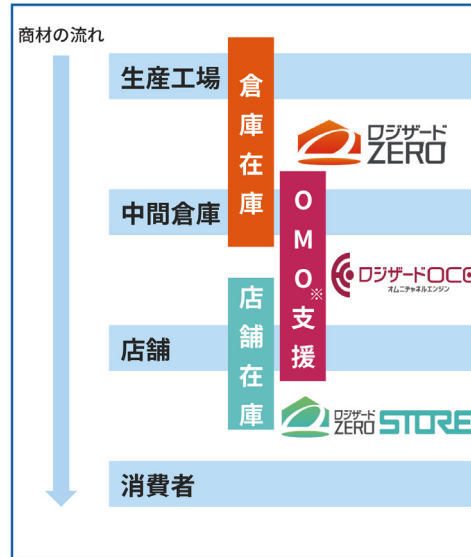 商材の流れ
生産工場
倉庫在庫
ロジザード
ZERO
中間倉庫
OMO※支援
ロジザードOCE
オムニチャネルエンジン
店舗在庫
店舗
ロジザード
ZERO STORE
消費者